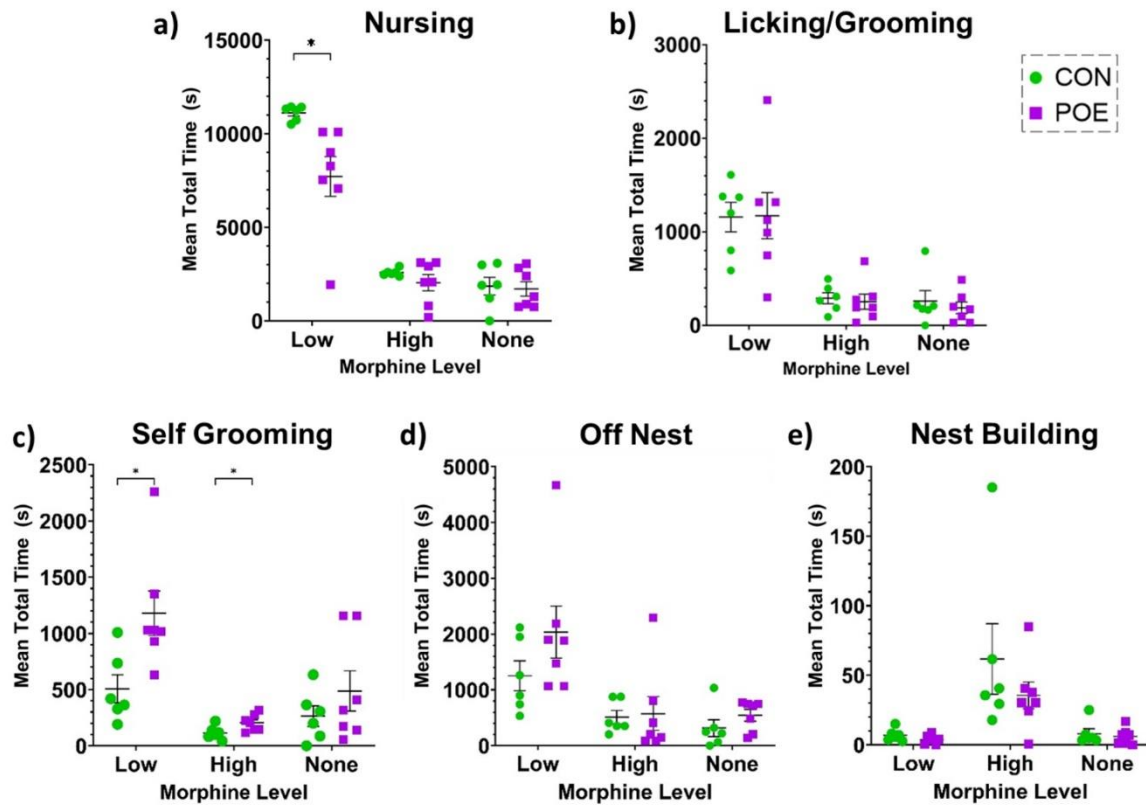 a) Nursing
Mean Total Time (s)
15000
10000
5000
0
*
Low High None
Morphine Level
b) Licking/Grooming
Mean Total Time (s)
3000
2000
1000
0
Low High None
Morphine Level
CON
POE
c) Self Grooming
Mean Total Time (s)
2500
2000
1500
1000
500
0
* *
Low High None
Morphine Level
d) Off Nest
Mean Total Time (s)
5000
4000
3000
2000
1000
0
Low High None
Morphine Level
e) Nest Building
Mean Total Time (s)
200
150
100
50
0
Low High None
Morphine Level